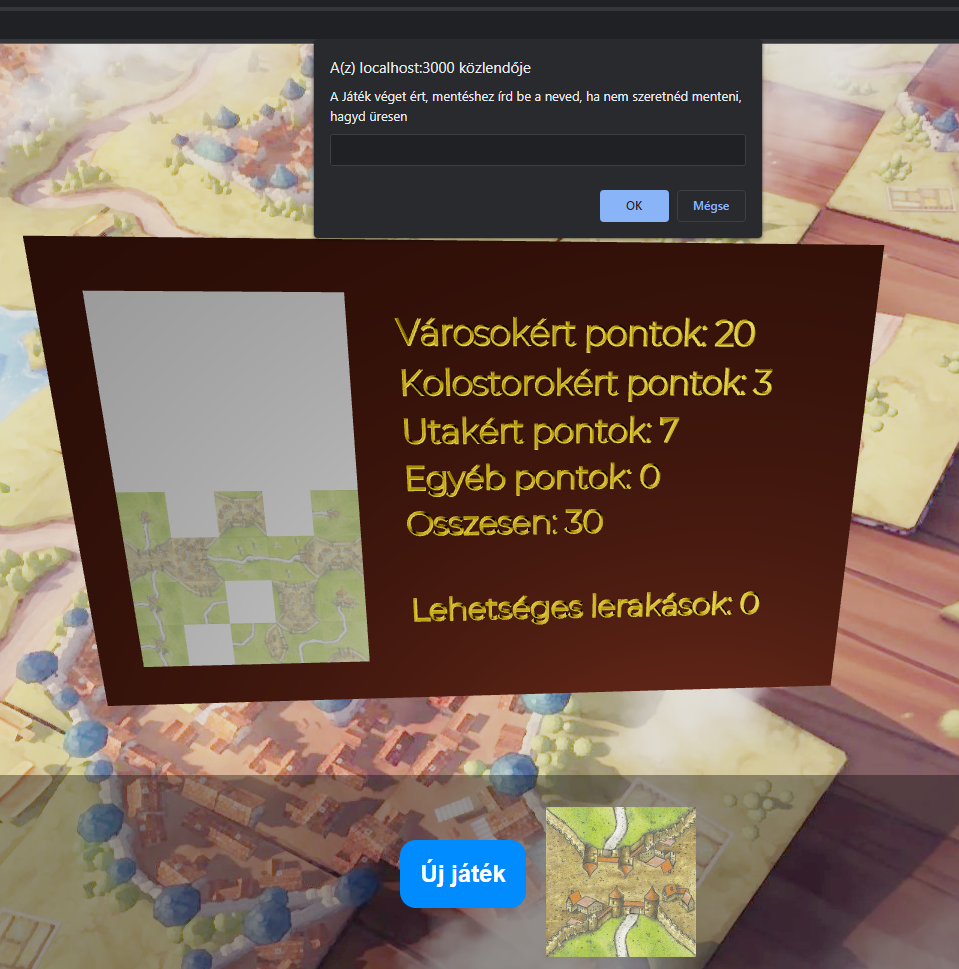 A(z) localhost:3000 közlendője
A Játék véget ért, mentéshez írd be a neved, ha nem szeretnéd menteni,
hagyd üresen
OK
Mégse
Városokért pontok: 20
Kolostorokért pontok: 3
Utakért pontok: 7
Egyéb pontok: 0
Összesen: 30
Lehetséges lerakások: 0
Új játék